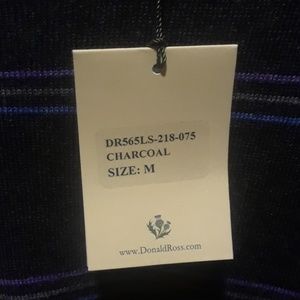 DR565LS-218-075
CHARCOAL
SIZE: M
www.DonaldRoss.com